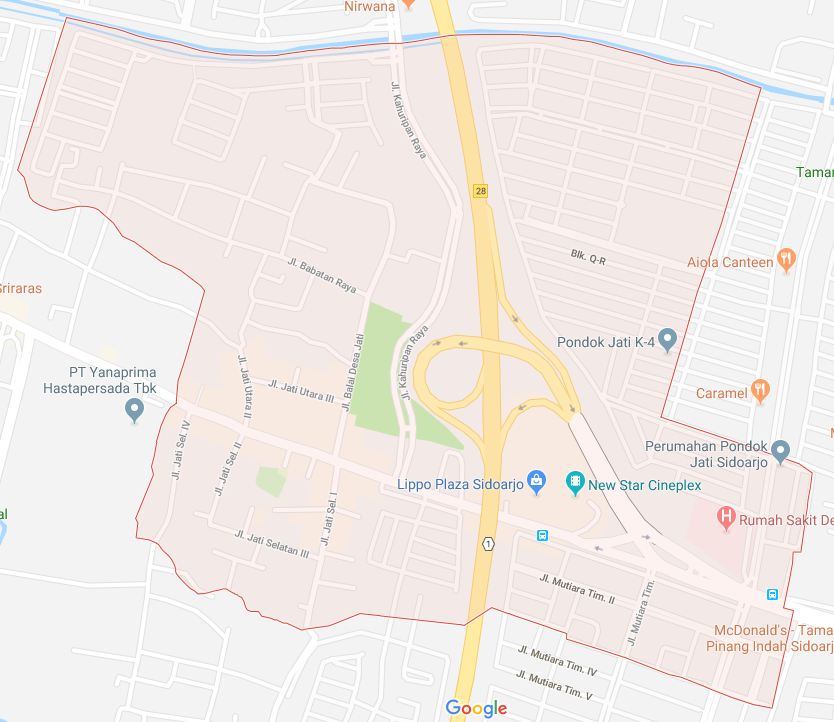 Nirwana
Jl. Kahuripan Raya
28
Taman
Blk. Q-R
Aiola Canteen
Jl. Babatan Raya
Sriraras
Pondok Jati K-4
PT Yanaprima
Hastapersada Tbk
Jl. Balai Desa Jati
Jl. Kahuripan Raya
Jl. Jati Utara II
Jl. Jati Utara III
Caramel
Jl. Jati Sel. IV
Jl. Jati Sel. II
Perumahan Pondok
Jati Sidoarjo
Lippo Plaza Sidoarjo
New Star Cineplex
H
Rumah Sakit De
al
Jl. Jati Sel. I
Jl. Jati Selatan III
1
Jl. Mutiara Tim. II
Jl. Mutiara Tim.
McDonald's - Tama
Pinang Indah Sidoarj
Jl. Mutiara Tim. IV
Jl. Mutiara Tim. V
Google